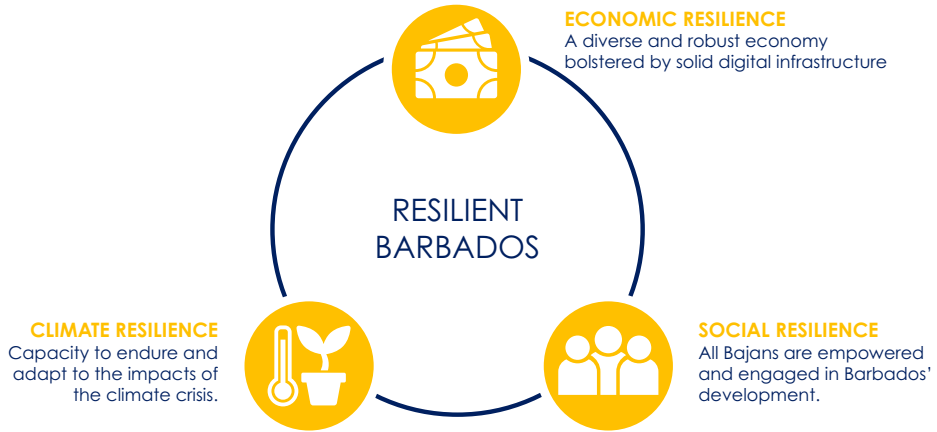 ECONOMIC RESILIENCE
A diverse and robust economy
bolstered by solid digital infrastructure
RESILIENT
BARBADOS
CLIMATE RESILIENCE
Capacity to endure and
adapt to the impacts of
the climate crisis.
SOCIAL RESILIENCE
All Bajans are empowered
and engaged in Barbados’
development.